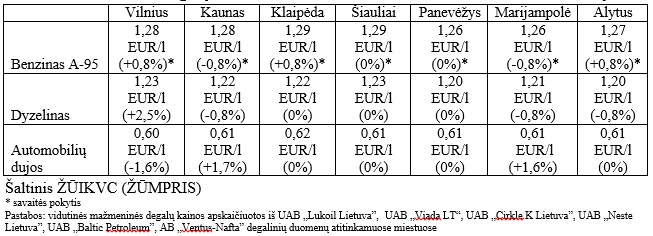 Vilnius Kaunas Klaipėda Šiauliai Panevėžys Marijampolė Alytus
1,28 1,28 1,29 1,29 1,26 1,26 1,27
EUR/l EUR/l EUR/l EUR/l EUR/l EUR/l EUR/l
Benzinas A-95 (+0,8%)* (-0,8%)* (+0,8%)* (0%)* (0%)* (-0,8%)* (+0,8%)*
1,23 1,22 1,22 1,23 1,20 1,21 1,20
EUR/l EUR/l EUR/l EUR/l EUR/l EUR/l EUR/l
Dyzelinas (+2,5%) (-0,8%) (0%) (0%) (0%) (-0,8%) (-0,8%)
0,60 0,61 0,62 0,61 0,61 0,61 0,61
Automobilių EUR/l EUR/l EUR/l EUR/l EUR/l EUR/l EUR/l
dujos (-1,6%) (+1,7%) (0%) (0%) (0%) (+1,6%) (0%)
Šaltinis ŽŪIKVC (ŽŪMPRIS)
* savaitės pokytis
Pastabos: vidutinės mažmeninės degalų kainos apskaičiuotos iš UAB „Lukoil Lietuva”, UAB „Viada LT“, UAB „Cirkle K Lietuva”, UAB „Neste
Lietuva”, UAB „Baltic Petroleum”, AB „Ventus-Nafta” degalinių duomenų atitinkamuose miestuose